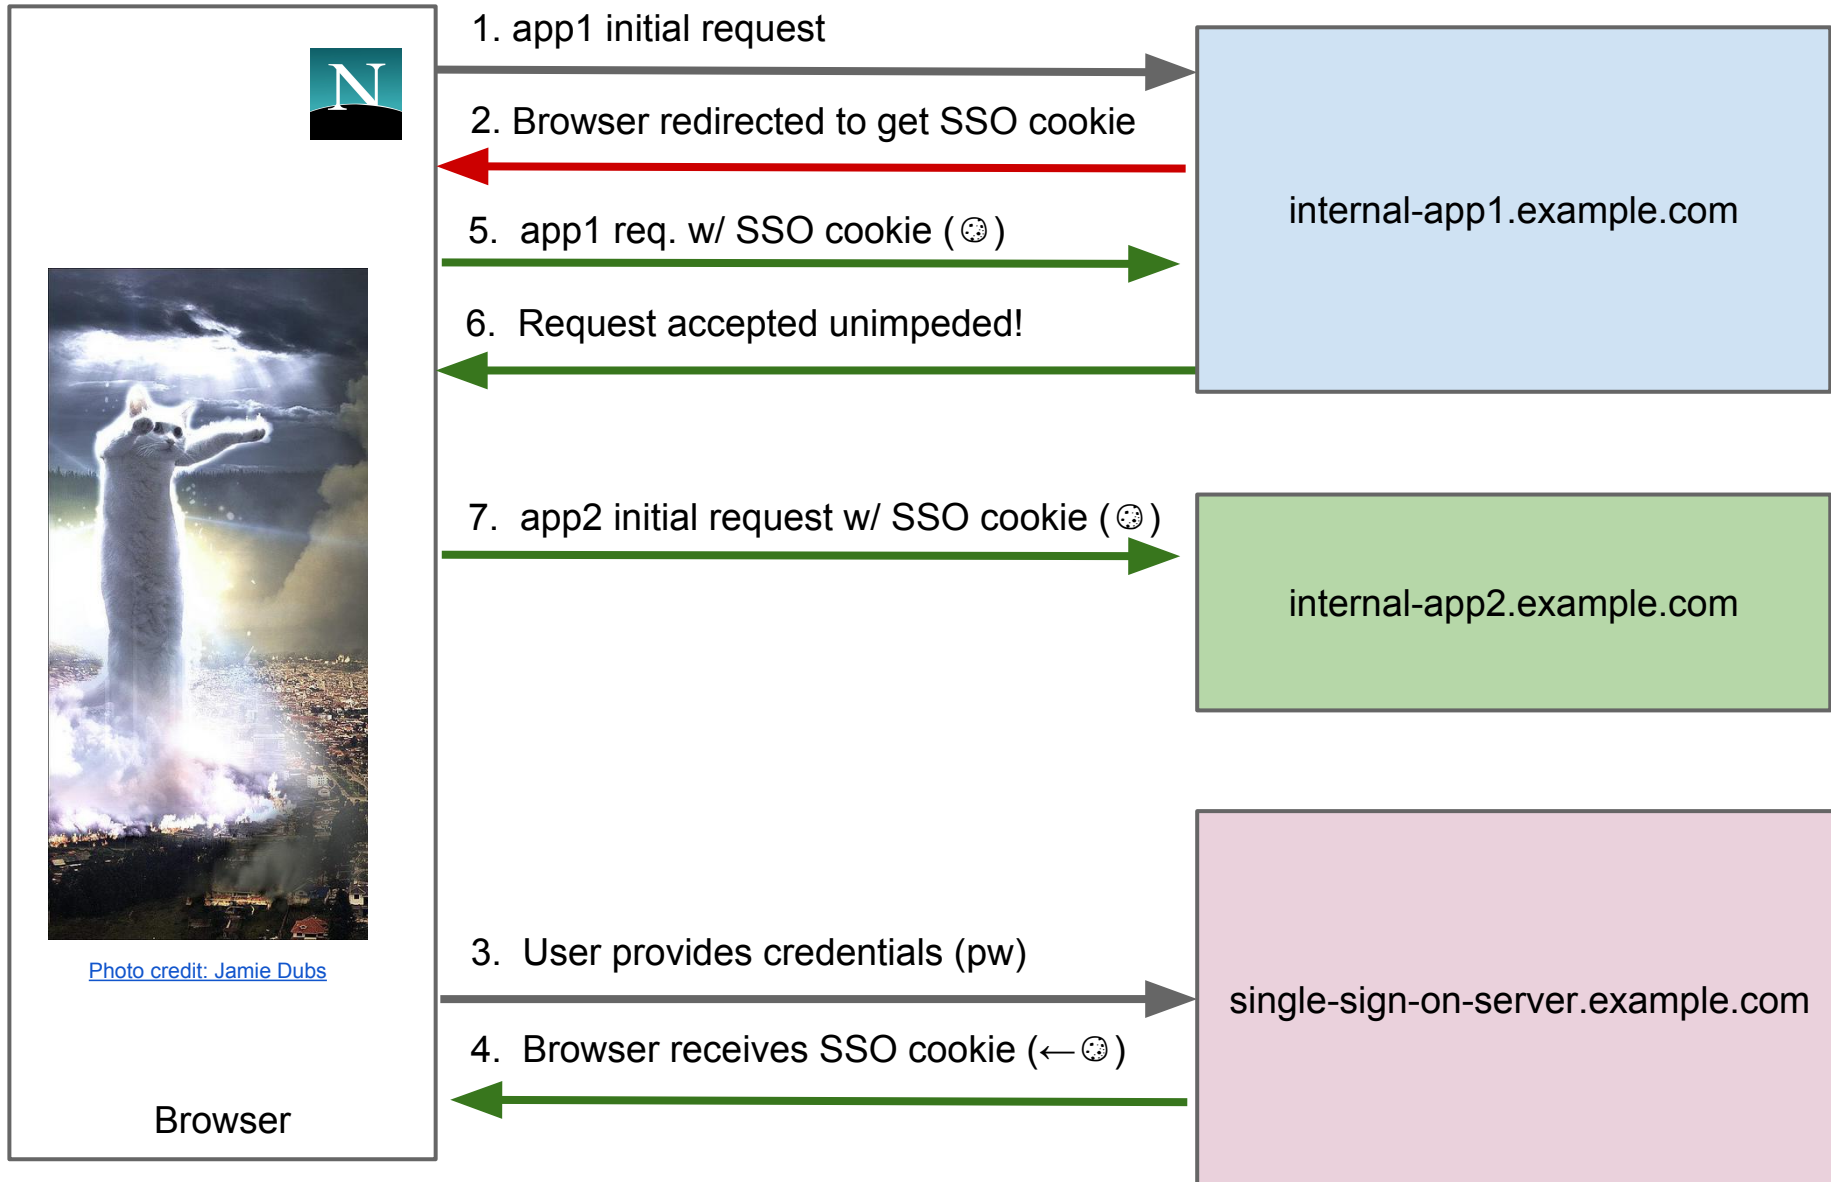 N
1. app1 initial request
2. Browser redirected to get SSO cookie
5. app1 req. w/ SSO cookie (🍪)
6. Request accepted unimpeded!
internal-app1.example.com
7. app2 initial request w/ SSO cookie (🍪)
internal-app2.example.com
3. User provides credentials (pw)
4. Browser receives SSO cookie (←🍪)
single-sign-on-server.example.com
Photo credit: Jamie Dubs
Browser